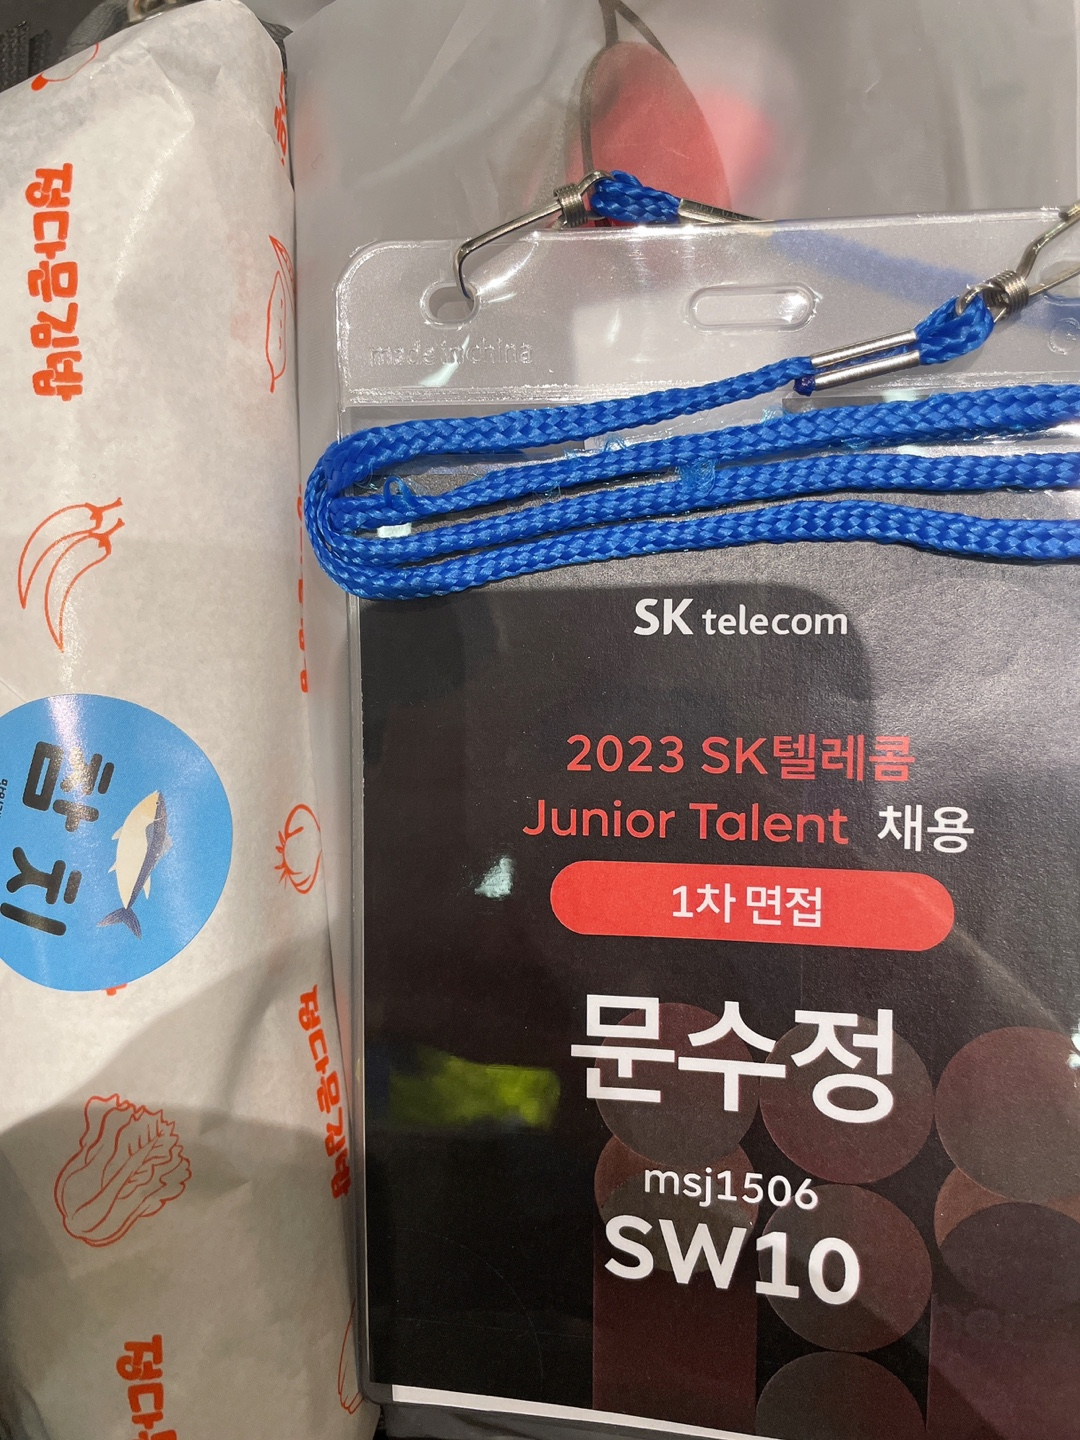 정다운김밥
참치
정다운김밥
made in china
SK telecom
2023 SK텔레콤
Junior Talent 채용
1차 면접
문수정
msj1506
SW10